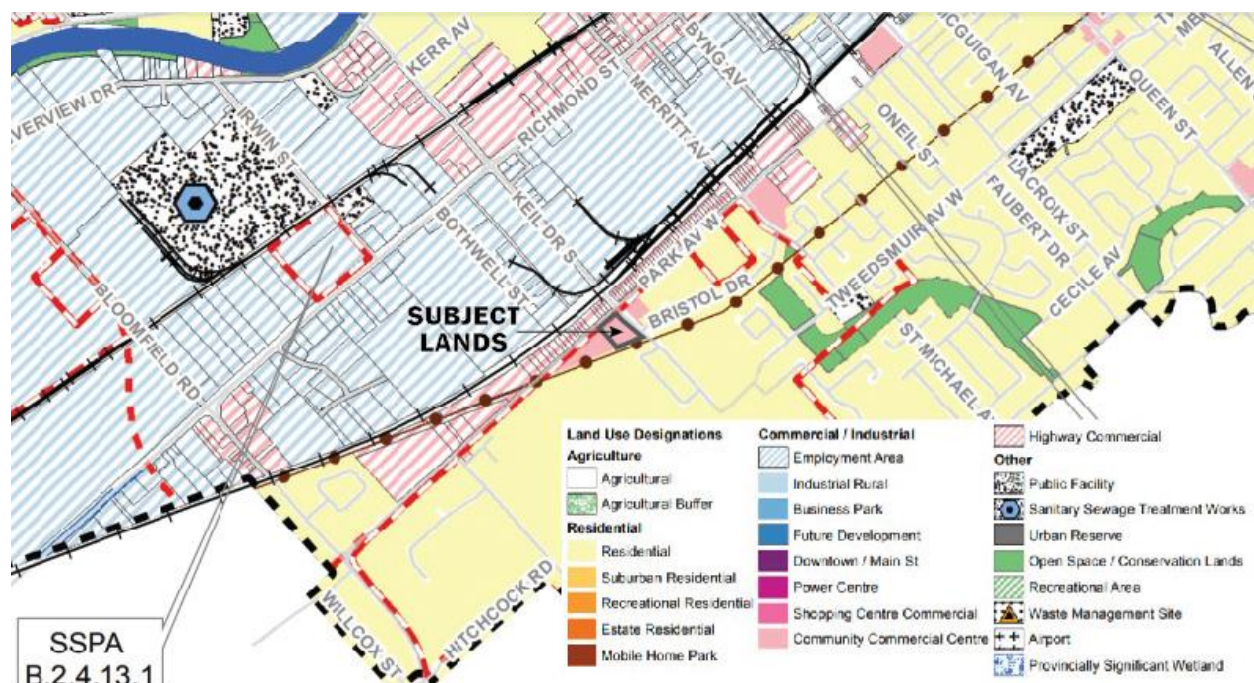 MCGUIGAN AV
ALLEN
KERR AV
BYNG AV
QUEEN ST
VERVIEW DR
IRWIN ST
RICHMOND ST
MERRITT AV
ONEIL ST
LACROIX ST
FAUBERT DR
KEIL DR S
BOTHWELL ST
PARK AV W
TWEEDSMUIR AV W
CECILE AV
BLOOMFIELD RD
BRISTOL DR
SUBJECT
LANDS
ST MICHAEL AV
WILLCOX ST
HITCHCOCK RD
SSPA
B.2.4.13.1
Land Use Designations
Agriculture
Agricultural
Agricultural Buffer
Residential
Residential
Suburban Residential
Recreational Residential
Estate Residential
Mobile Home Park
Commercial / Industrial
Employment Area
Industrial Rural
Business Park
Future Development
Downtown / Main St
Power Centre
Shopping Centre Commercial
Community Commercial Centre
Highway Commercial
Other
Public Facility
Sanitary Sewage Treatment Works
Urban Reserve
Open Space / Conservation Lands
Recreational Area
Waste Management Site
Airport
Provincially Significant Wetland